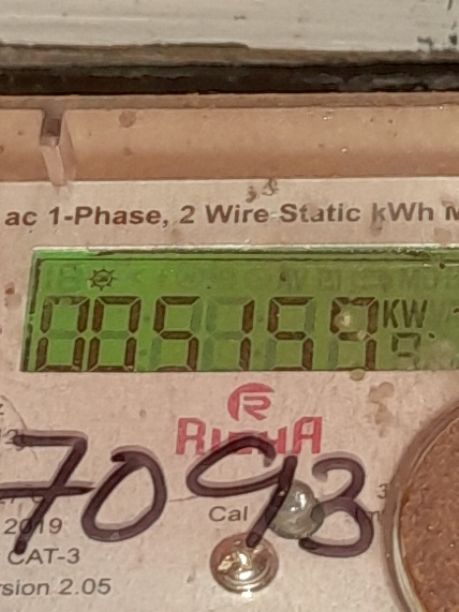 ac 1-Phase, 2 Wire Static kWh M
005159 KW
RISHA
7093
Cal
2019
CAT-3
rsion 2.05